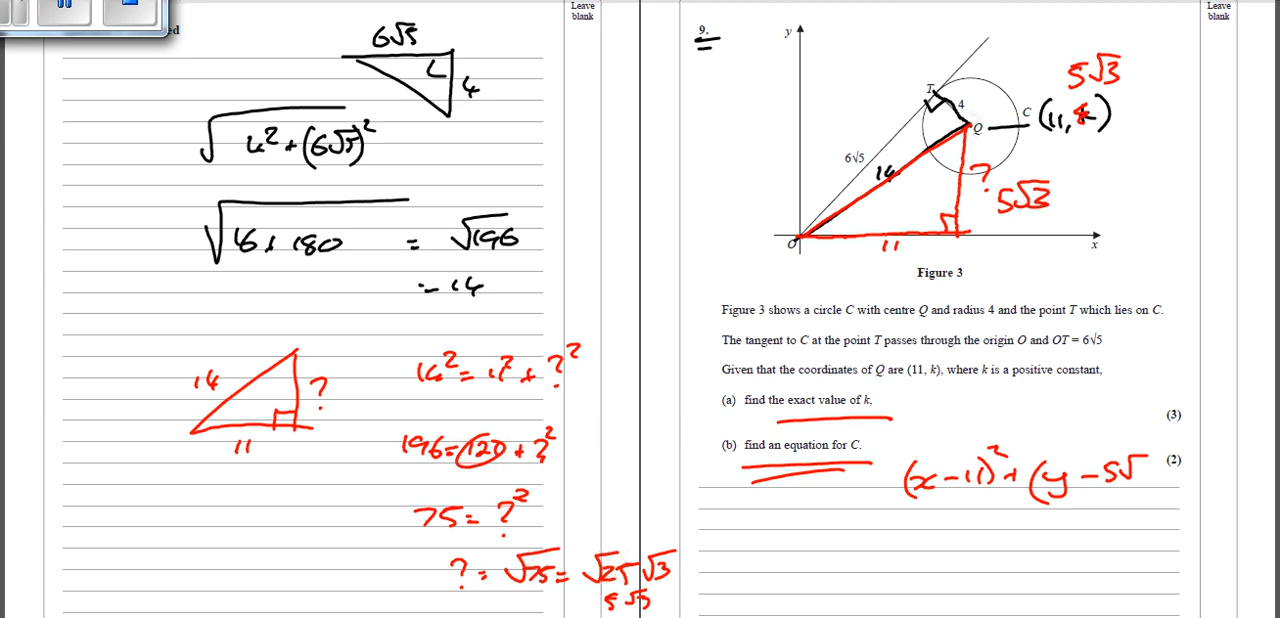 ed
Leave
blank
6√5
4
√4² + (6√5)²
√16 + 180 = √196
= 14
14
?
11
14² = 11² + ?²
196 = 120 + ?²
75 = ?²
? = √75 = √25 √3
5√3
Leave
blank
9.
y
T
4
Q
C
(11, k)
5√3
6√5
14
?
5√3
11
O
x
Figure 3
Figure 3 shows a circle C with centre Q and radius 4 and the point T which lies on C.
The tangent to C at the point T passes through the origin O and OT = 6√5
Given that the coordinates of Q are (11, k), where k is a positive constant,
(a) find the exact value of k,
(3)
(b) find an equation for C.
(2)
(x – 11)² + (y – 5√